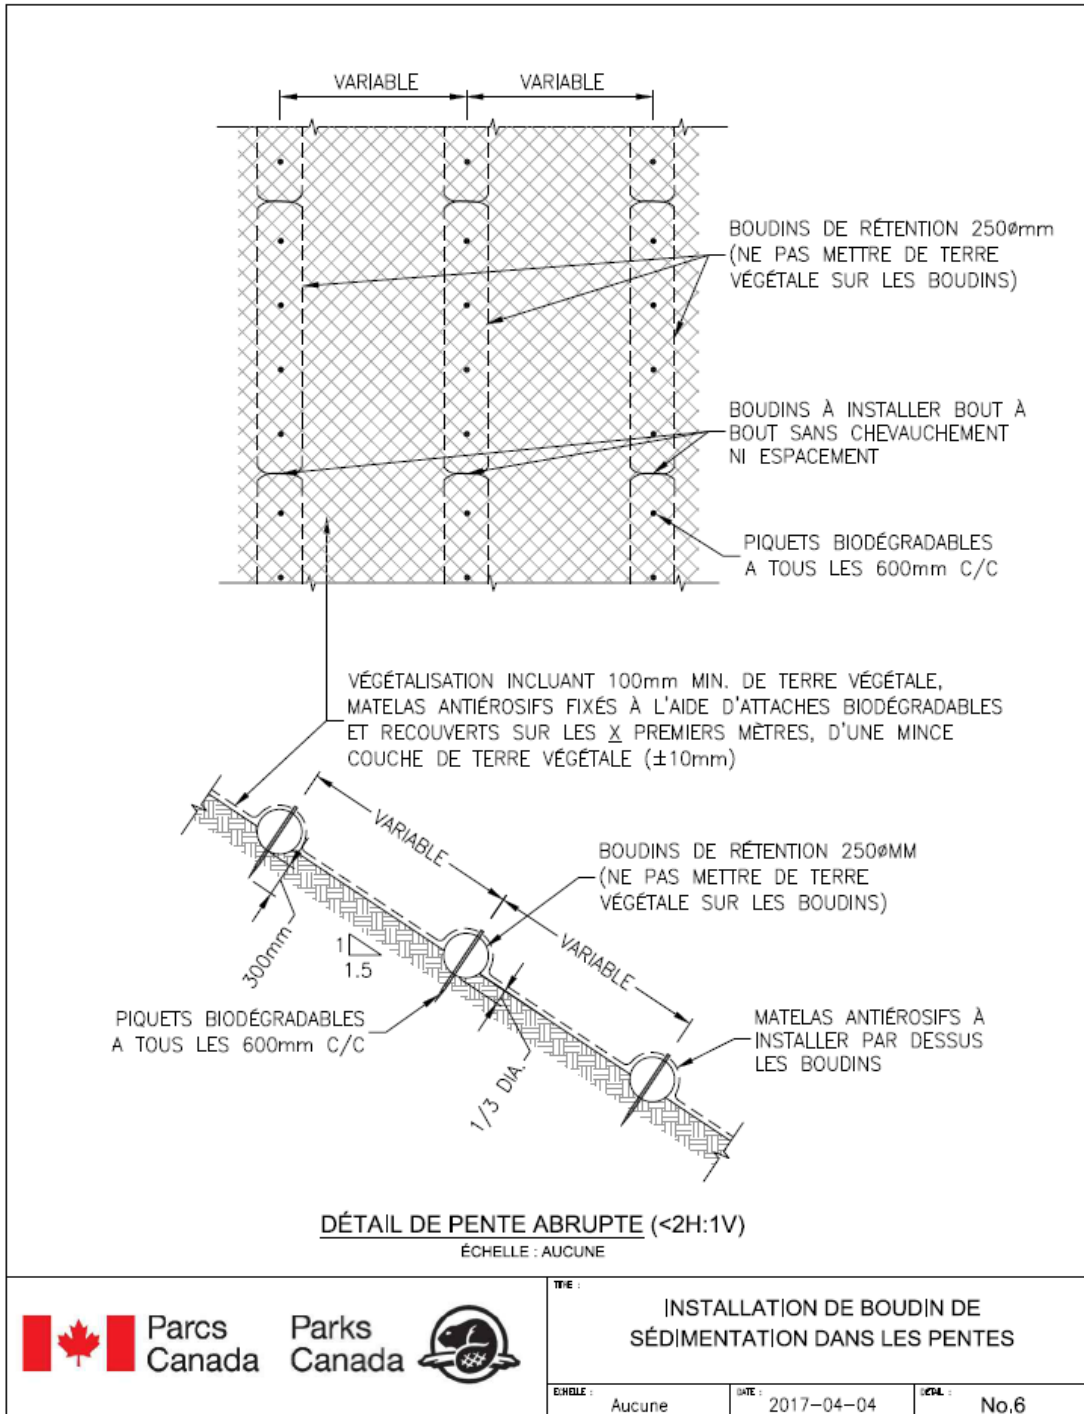 VARIABLE
VARIABLE
BOUDINS DE RÉTENTION 250ømm
(NE PAS METTRE DE TERRE
VÉGÉTALE SUR LES BOUDINS)
BOUDINS À INSTALLER BOUT À
BOUT SANS CHEVAUCHEMENT
NI ESPACEMENT
PIQUETS BIODÉGRADABLES
A TOUS LES 600mm C/C
VÉGÉTALISATION INCLUANT 100mm MIN. DE TERRE VÉGÉTALE,
MATELAS ANTIÉROSIFS FIXÉS À L'AIDE D'ATTACHES BIODÉGRADABLES
ET RECOUVERTS SUR LES X PREMIERS MÈTRES, D'UNE MINCE
COUCHE DE TERRE VÉGÉTALE (±10mm)
VARIABLE
BOUDINS DE RÉTENTION 250øMM
(NE PAS METTRE DE TERRE
VÉGÉTALE SUR LES BOUDINS)
VARIABLE
300mm
1
1.5
PIQUETS BIODÉGRADABLES
A TOUS LES 600mm C/C
1/3 DIA.
MATELAS ANTIÉROSIFS À
INSTALLER PAR DESSUS
LES BOUDINS
DÉTAIL DE PENTE ABRUPTE (<2H:1V)
ÉCHELLE : AUCUNE
Parcs
Canada
Parks
Canada
TITRE :
INSTALLATION DE BOUDIN DE
SÉDIMENTATION DANS LES PENTES
ECHELLE :
Aucune
DATE :
2017-04-04
DÉTAIL :
No,6